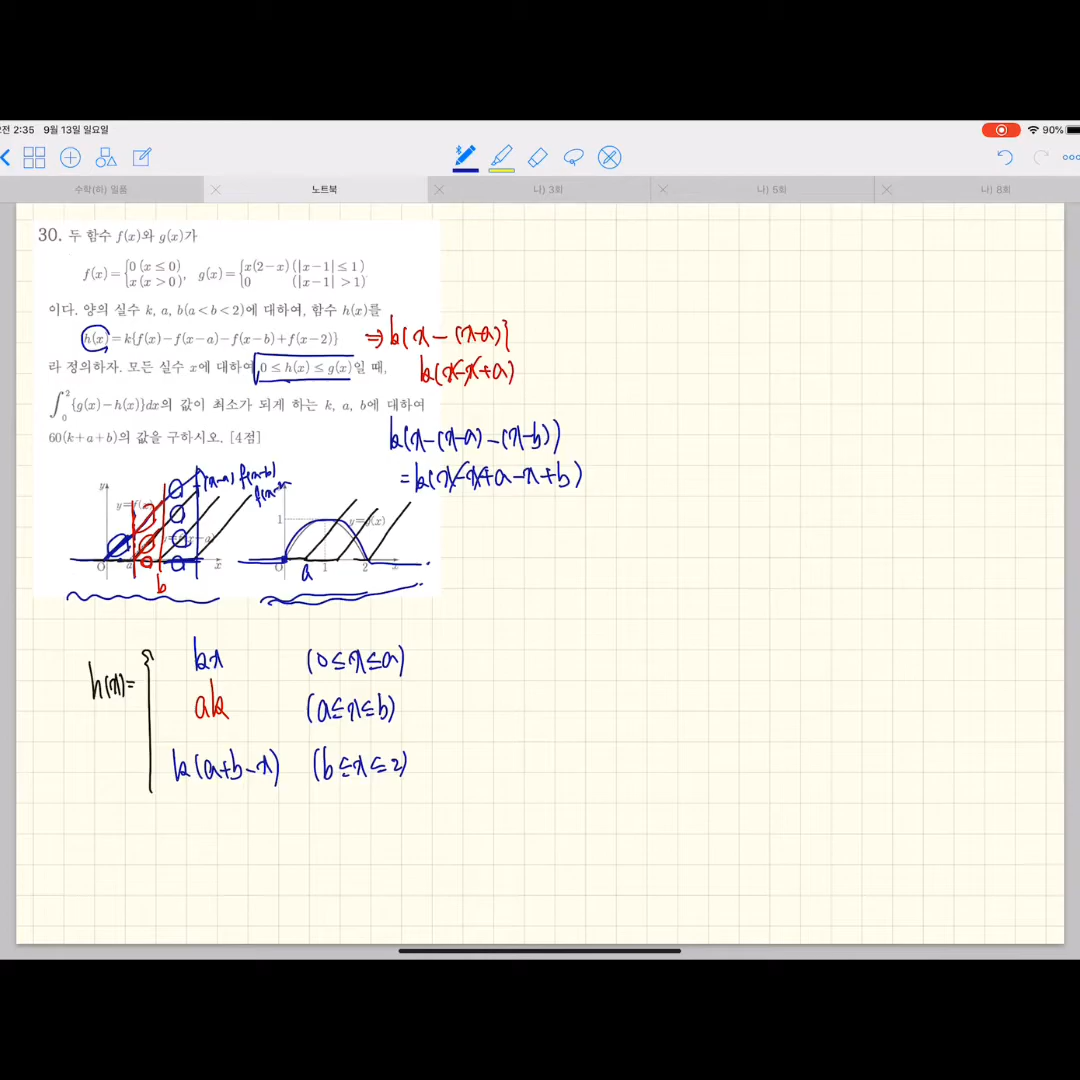 오전 2:35 9월 13일 일요일
90%
수학(하) 일품
노트북
나) 3회
나) 5회
나) 8회
30. 두 함수 f(x)와 g(x)가
f(x)={0 (x≤0) x (x>0), g(x)={x(2−x) (|x−1|≤1) 0 (|x−1|>1)
이다. 양의 실수 k, a, b(a<b<2)에 대하여, 함수 h(x)를
h(x)=k{f(x)−f(x−a)−f(x−b)+f(x−2)}
라 정의하자. 모든 실수 x에 대하여 0≤h(x)≤g(x)일 때,
∫₀²{g(x)−h(x)}dx의 값이 최소가 되게 하는 k, a, b에 대하여
60(k+a+b)의 값을 구하시오. [4점]
⇒ k(x−(x−a)}
k(x−x+a)
k(x−(x−a)−(x−b))
=k(x−x+a−x+b)
f(x−a) f(x−b)
y
O
a
b
x
1
y=g(x)
O
a
1
2
x
h(x)=
kx (0≤x≤a)
ak (a≤x≤b)
k(a+b−x) (b≤x≤2)